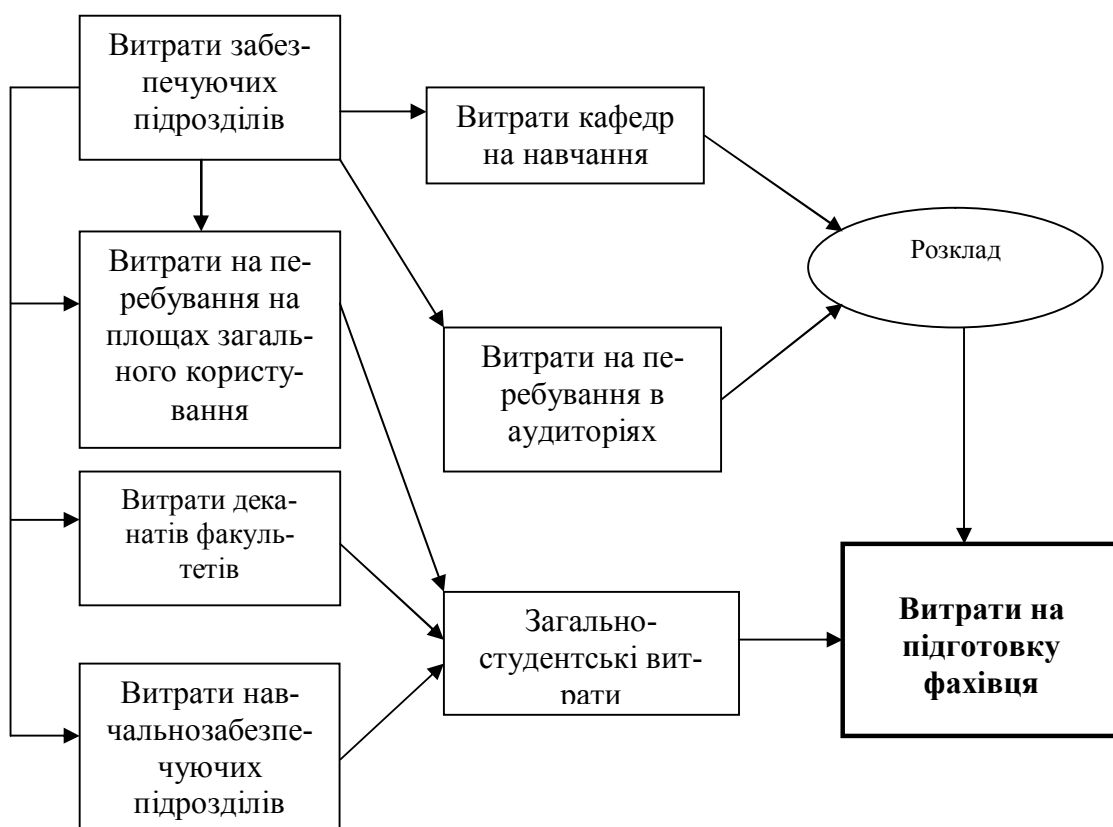 Витрати забез-
печуючих
підрозділів
Витрати кафедр
на навчання
Розклад
Витрати на пе-
ребування на
площах загаль-
ного користу-
вання
Витрати на пе-
ребування в
аудиторіях
Витрати дека-
натів факуль-
тетів
Загально-
студентські вит-
рати
Витрати на
підготовку
фахівця
Витрати нав-
чальнозабезпе-
чуючих
підрозділів